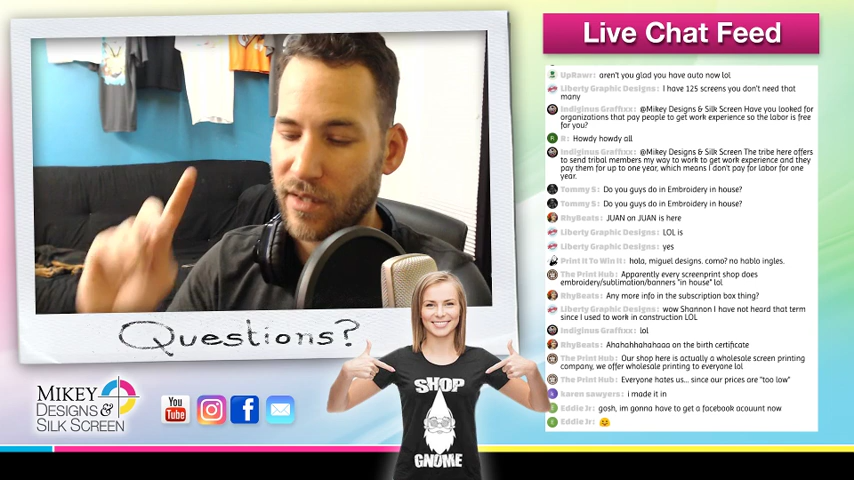 Live Chat Feed
UpRawr: aren't you glad you have auto now lol
Liberty Graphic Designs: I have 125 screens you don't need that
many
Indiginus Graffixx: @Mikey Designs & Silk Screen Have you looked for
organizations that pay people to get work experience so the labor is free
for you?
R: Howdy howdy all
Indiginus Graffixx: @Mikey Designs & Silk Screen The tribe here offers
to send tribal members my way to work to get work experience and they
pay them for up to one year, which means I don't pay for labor for one
year.
Tommy S: Do you guys do in Embroidery in house?
Tommy S: Do you guys do in Embroidery in house?
RhyBeats: JUAN on JUAN is here
Liberty Graphic Designs: LOL is
Liberty Graphic Designs: yes
Print It To Win It: hola, miguel designs. como? no hablo ingles.
The Print Hub: Apparently every screenprint shop does
embroidery/sublimation/banners "in house" lol
RhyBeats: Any more info in the subscription box thing?
Liberty Graphic Designs: wow Shannon I have not heard that term
since I used to work in construction LOL
Indiginus Graffixx: lol
RhyBeats: Ahahahhahahaaa on the birth certificate
The Print Hub: Our shop here is actually a wholesale screen printing
company, we offer wholesale printing to everyone lol
The Print Hub: Everyone hates us... since our prices are "too low"
karen sawyers: i made it in
Eddie Jr: gosh, im gonna have to get a facebook acouunt now
Eddie Jr: 🤗
Questions?
MIKEY
DESIGNS &
SILK SCREEN
You
Tube
SHOP
GNOME